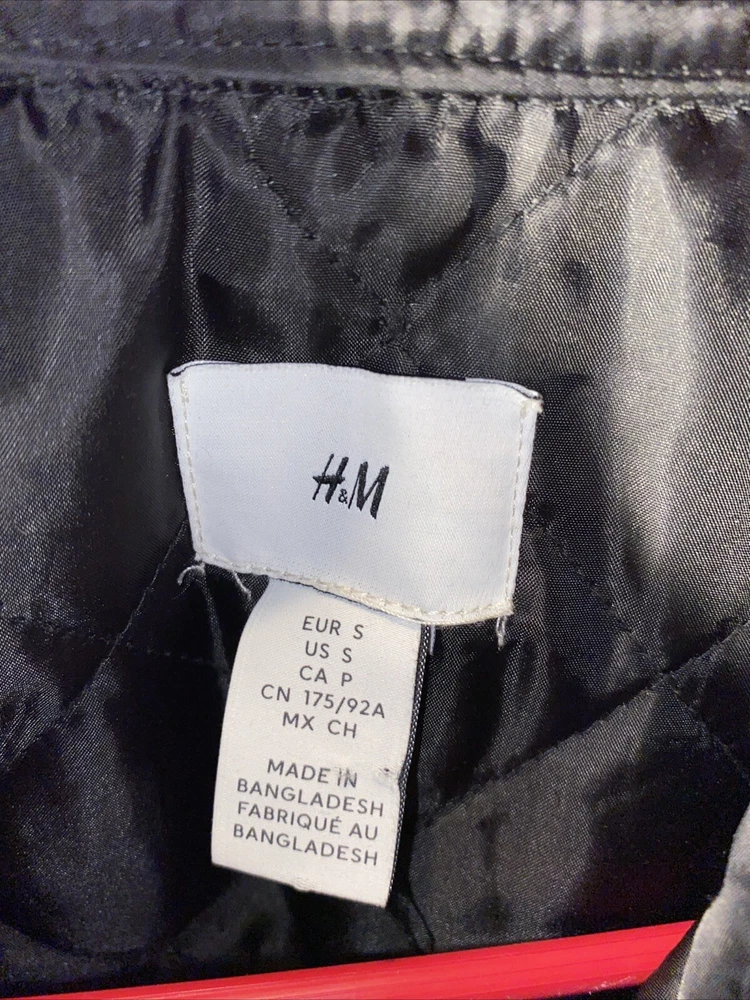 H&M
EUR S
US S
CA P
CN 175/92A
MX CH
MADE IN
BANGLADESH
FABRIQUÉ AU
BANGLADESH